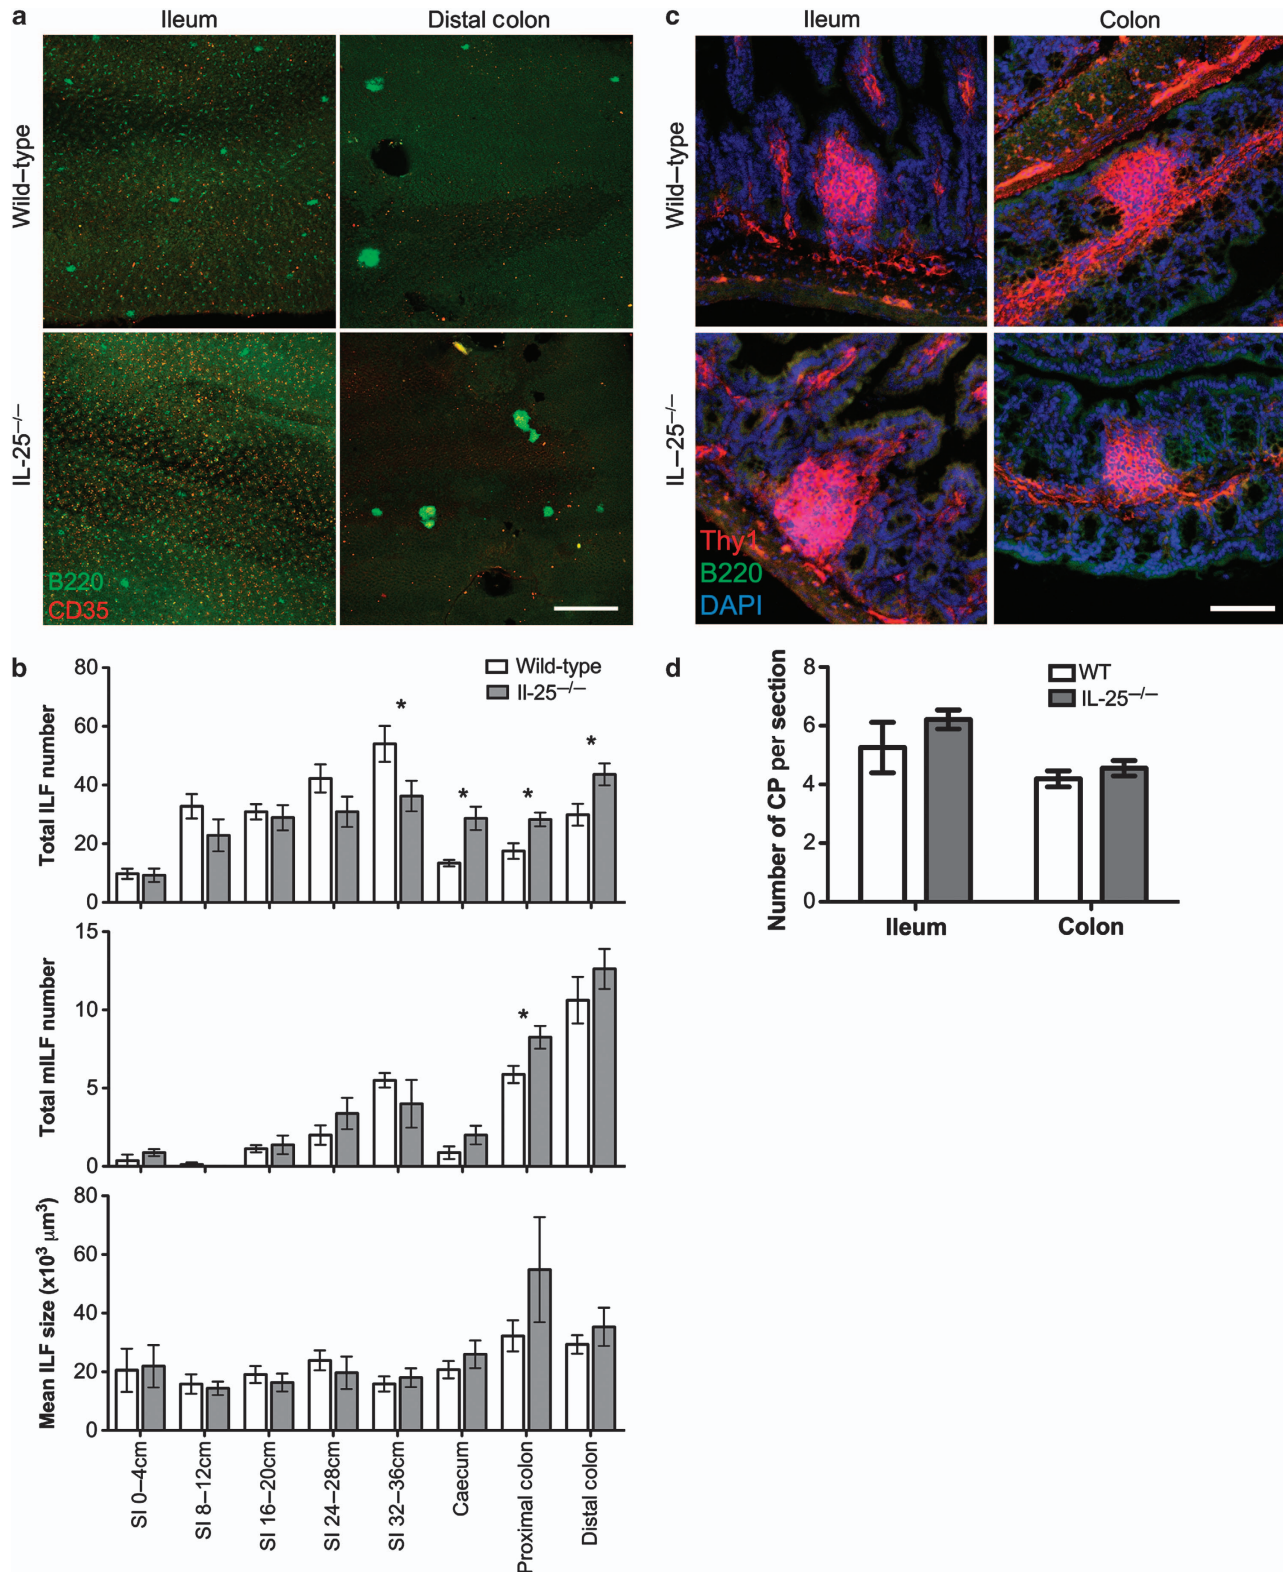 a
Ileum
Distal colon
Wild–type
IL-25–/–
B220
CD35
c
Ileum
Colon
Wild–type
IL–25–/–
Thy1
B220
DAPI
b
Wild-type
Il-25–/–
Total ILF number
80
60
40
20
0
*
*
*
*
Total mILF number
15
10
5
0
*
Mean ILF size (x10³ μm³)
80
60
40
20
0
SI 0–4cm
SI 8–12cm
SI 16–20cm
SI 24–28cm
SI 32–36cm
Caecum
Proximal colon
Distal colon
d
WT
IL-25–/–
Number of CP per section
8
6
4
2
0
Ileum
Colon